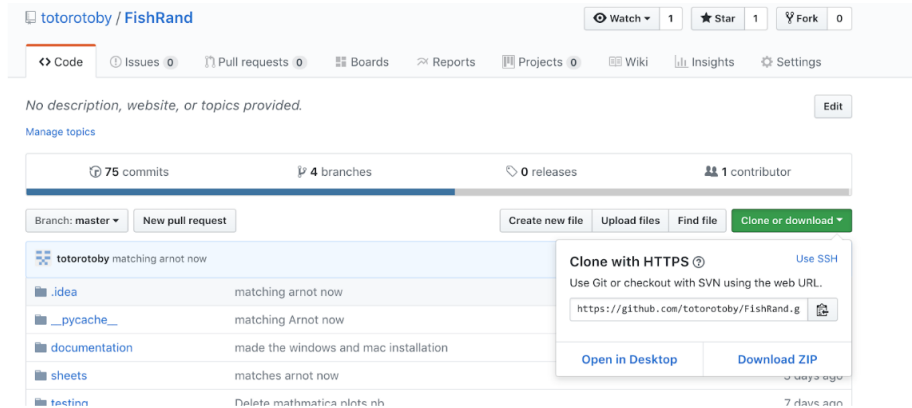 totorotoby / FishRand
Watch 1 Star 1 Fork 0
Code Issues 0 Pull requests 0 Boards Reports Projects 0 Wiki Insights Settings
No description, website, or topics provided. Edit
Manage topics
75 commits 4 branches 0 releases 1 contributor
Branch: master New pull request Create new file Upload files Find file Clone or download
totorotoby matching arnot now
Clone with HTTPS Use SSH
Use Git or checkout with SVN using the web URL.
.idea matching arnot now
https://github.com/totorotoby/FishRand.g
__pycache__ matching Arnot now
documentation made the windows and mac installation
Open in Desktop Download ZIP
sheets matches arnot now 5 days ago
testing Delete mathmatica plots nb 7 days ago